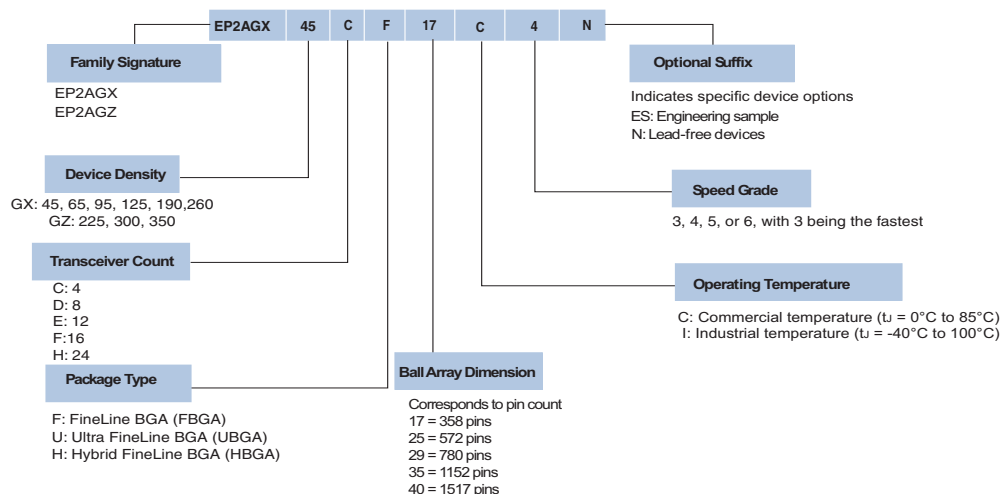 EP2AGX 45 C F 17 C 4 N
Family Signature
EP2AGX
EP2AGZ
Optional Suffix
Indicates specific device options
ES: Engineering sample
N: Lead-free devices
Device Density
GX: 45, 65, 95, 125, 190,260
GZ: 225, 300, 350
Speed Grade
3, 4, 5, or 6, with 3 being the fastest
Transceiver Count
C: 4
D: 8
E: 12
F:16
H: 24
Operating Temperature
C: Commercial temperature (tJ = 0°C to 85°C)
I: Industrial temperature (tJ = -40°C to 100°C)
Package Type
F: FineLine BGA (FBGA)
U: Ultra FineLine BGA (UBGA)
H: Hybrid FineLine BGA (HBGA)
Ball Array Dimension
Corresponds to pin count
17 = 358 pins
25 = 572 pins
29 = 780 pins
35 = 1152 pins
40 = 1517 pins